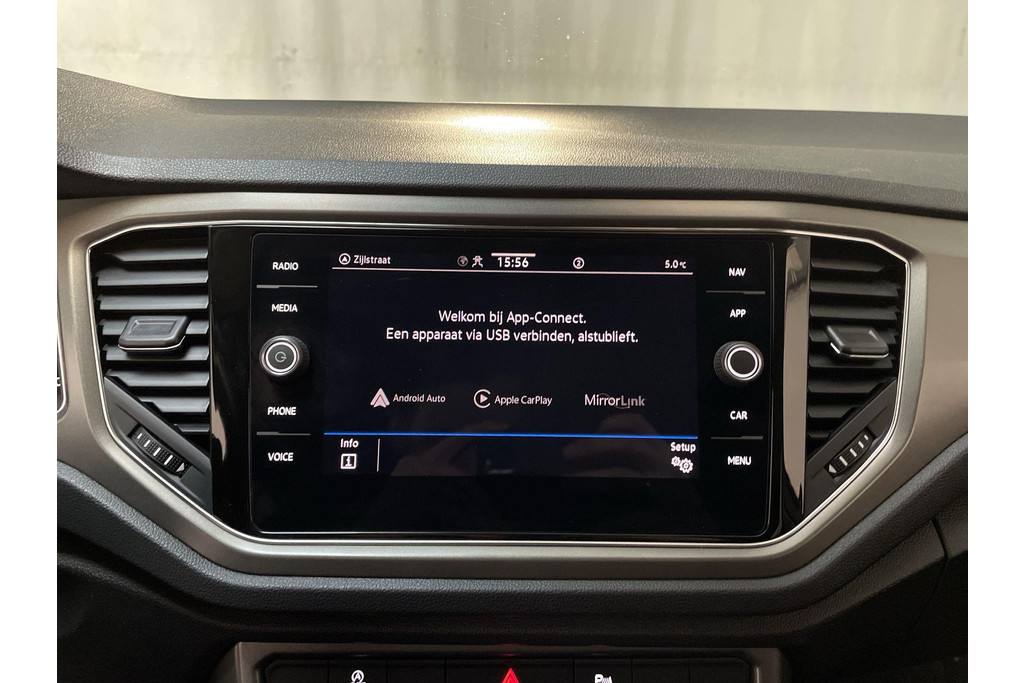 RADIO
MEDIA
PHONE
VOICE
Zijlstraat
15:56
2
5.0°C
Welkom bij App-Connect.
Een apparaat via USB verbinden, alstublieft.
Android Auto
Apple CarPlay
MirrorLink
Info
Setup
NAV
APP
CAR
MENU